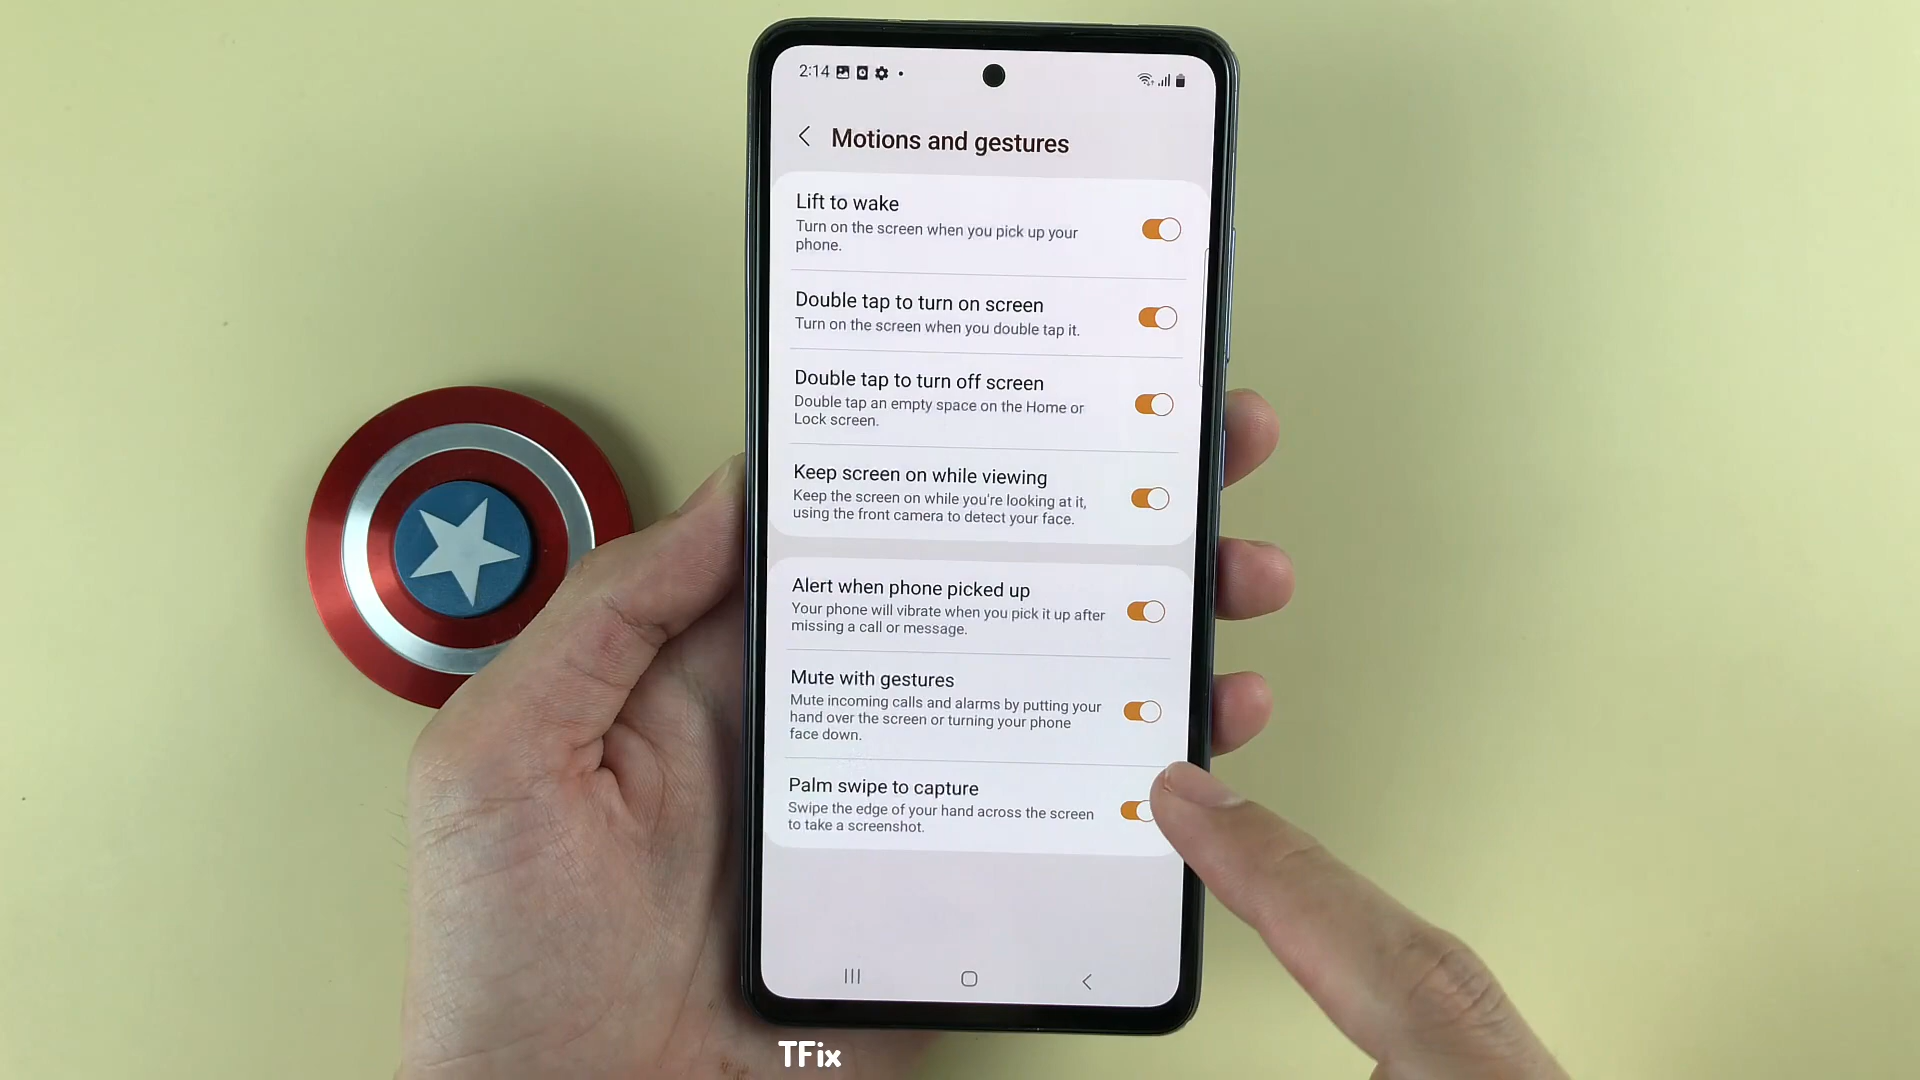 2:14
Motions and gestures
Lift to wake
Turn on the screen when you pick up your
phone.
Double tap to turn on screen
Turn on the screen when you double tap it.
Double tap to turn off screen
Double tap an empty space on the Home or
Lock screen.
Keep screen on while viewing
Keep the screen on while you're looking at it,
using the front camera to detect your face.
Alert when phone picked up
Your phone will vibrate when you pick it up after
missing a call or message.
Mute with gestures
Mute incoming calls and alarms by putting your
hand over the screen or turning your phone
face down.
Palm swipe to capture
Swipe the edge of your hand across the screen
to take a screenshot.
TFix